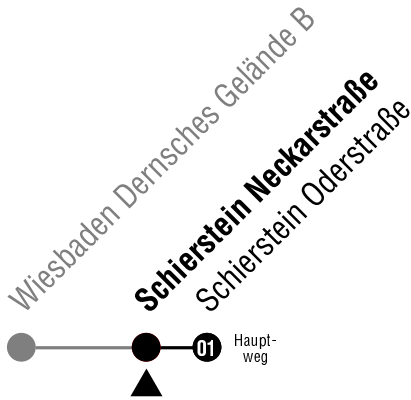 Wiesbaden Dernsches Gelände B
Schierstein Neckarstraße
Schierstein Oderstraße
01
Haupt-
weg